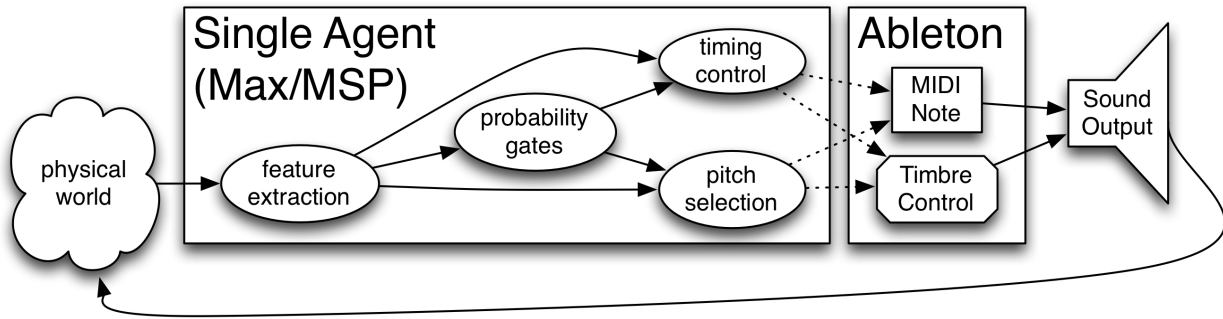 Single Agent
(Max/MSP)
Ableton
physical
world
feature
extraction
probability
gates
timing
control
pitch
selection
MIDI
Note
Timbre
Control
Sound
Output